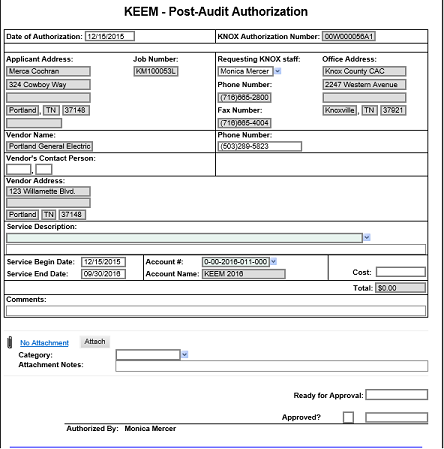 KEEM - Post-Audit Authorization
Date of Authorization: 12/15/2015 KNOX Authorization Number: 00W000056A1
Applicant Address: Job Number: Requesting KNOX staff: Office Address:
Merca Cochran KM100053L Monica Mercer Knox County CAC
324 Cowboy Way Phone Number: 2247 Western Avenue
(716)665-2800
Portland , TN 37148 Fax Number: Knoxville , TN 37921
(716)665-4004
Vendor Name: Phone Number:
Portland General Electric (503)289-5823
Vendor's Contact Person:
,
Vendor Address:
123 Willamette Blvd.
Portland TN 37148
Service Description:
Service Begin Date: 12/15/2015 Account #: 0-00-2016-011-000
Service End Date: 09/30/2016 Account Name: KEEM 2016 Cost:
Total: $0.00
Comments:
No Attachment Attach
Category:
Attachment Notes:
Ready for Approval:
Approved?
Authorized By: Monica Mercer